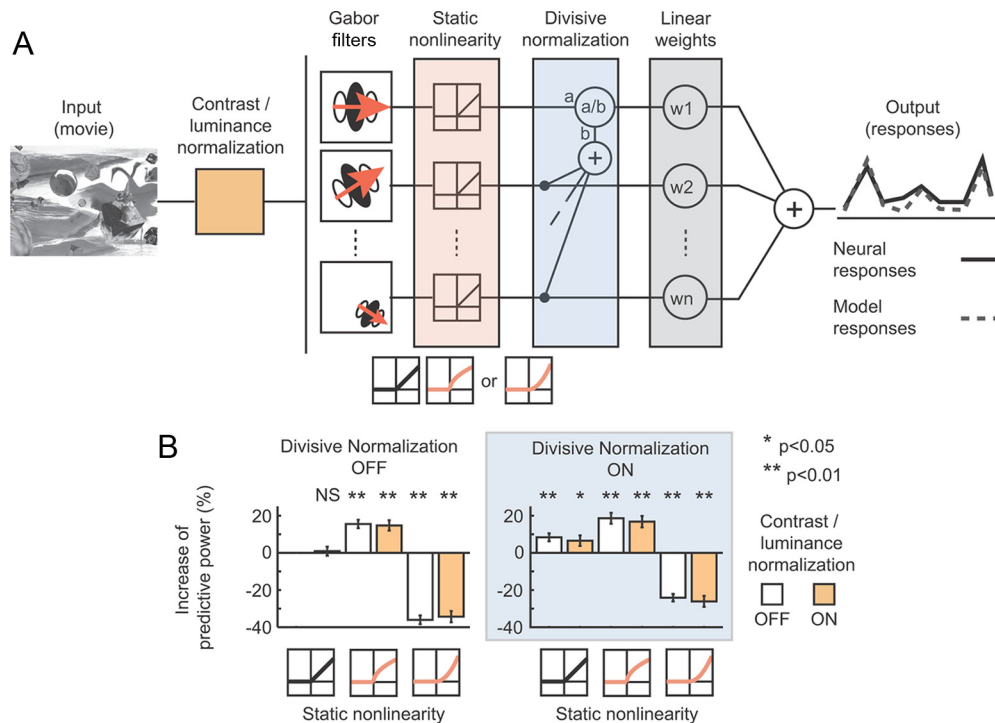 A
Gabor
filters
Static
nonlinearity
Divisive
normalization
Linear
weights
Input
(movie)
Contrast /
luminance
normalization
Output
(responses)
a
a/b
b
+
w1
w2
wn
+
Neural
responses
Model
responses
or
B
Divisive Normalization
OFF
Divisive Normalization
ON
* p<0.05
** p<0.01
NS ** ** ** **
** * ** ** ** **
Increase of
predictive power (%)
20
0
-20
-40
20
0
-20
-40
Contrast /
luminance
normalization
OFF ON
Static nonlinearity
Static nonlinearity